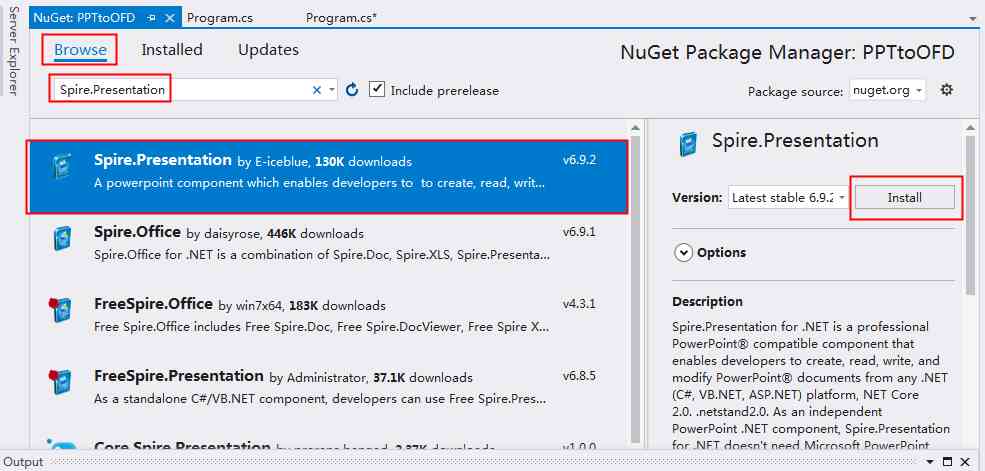 Server Explorer
NuGet: PPTtoOFD
Program.cs
Program.cs*
Browse
Installed
Updates
NuGet Package Manager: PPTtoOFD
Spire.Presentation
Include prerelease
Package source: nuget.org
Spire.Presentation by E-iceblue, 130K downloads
v6.9.2
A powerpoint component which enables developers to  to create, read, writ...
Spire.Office by daisyrose, 446K downloads
v6.9.1
Spire.Office for .NET is a combination of Spire.Doc, Spire.XLS, Spire.Presenta...
FreeSpire.Office by win7x64, 183K downloads
v4.3.1
Free Spire.Office includes Free Spire.Doc, Free Spire.DocViewer, Free Spire X...
FreeSpire.Presentation by Administrator, 37.1K downloads
v6.8.5
As a standalone C#/VB.NET component, developers can use Free Spire.Pres...
Spire.Presentation
Version: Latest stable 6.9.2
Install
Options
Description
Spire.Presentation for .NET is a professional
PowerPoint® compatible component that
enables developers to create, read, write, and
modify PowerPoint® documents from any .NET
(C#, VB.NET, ASP.NET) platform, NET Core
2.0. .netstand2.0. As an independent
PowerPoint .NET component, Spire.Presentation
for .NET doesn't need Microsoft PowerPoint
Output